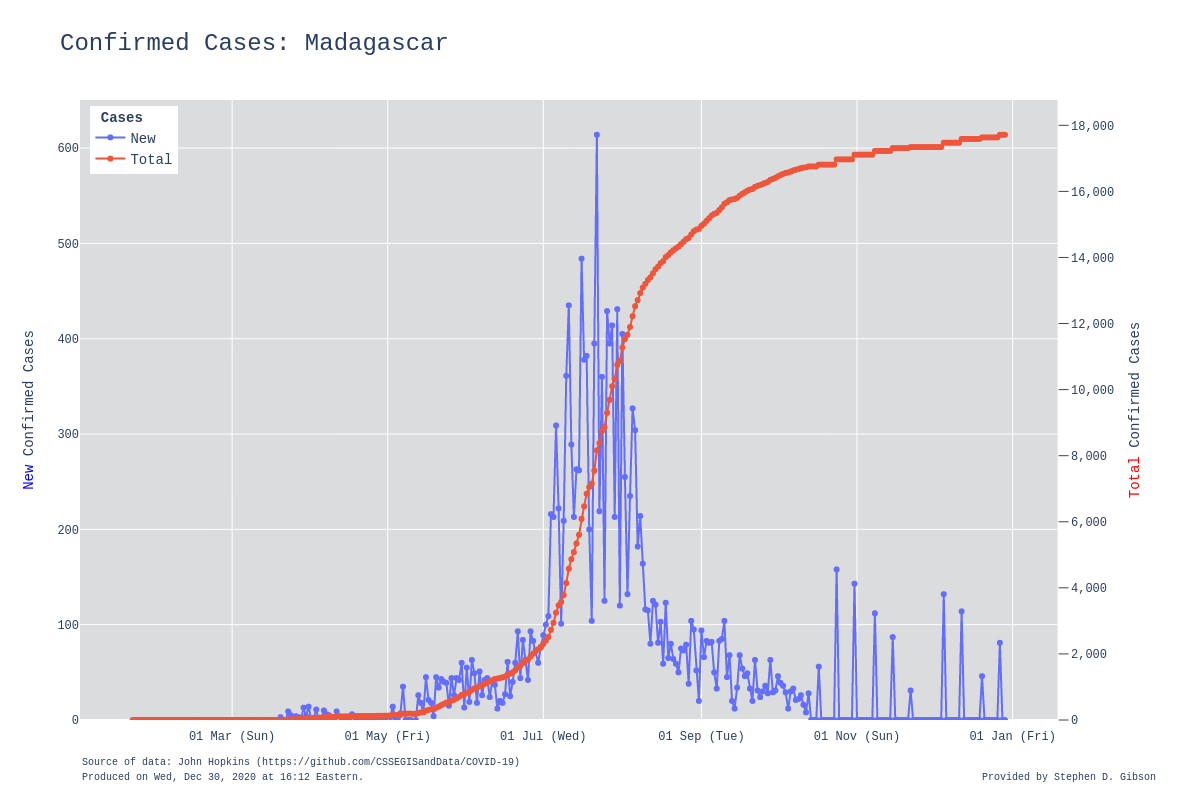 Confirmed Cases: Madagascar
Cases
New
Total
600
500
400
300
200
100
0
New Confirmed Cases
18,000
16,000
14,000
12,000
10,000
8,000
6,000
4,000
2,000
0
Total Confirmed Cases
01 Mar (Sun)
01 May (Fri)
01 Jul (Wed)
01 Sep (Tue)
01 Nov (Sun)
01 Jan (Fri)
Source of data: John Hopkins (https://github.com/CSSEGISandData/COVID-19)
Produced on Wed, Dec 30, 2020 at 16:12 Eastern.
Provided by Stephen D. Gibson